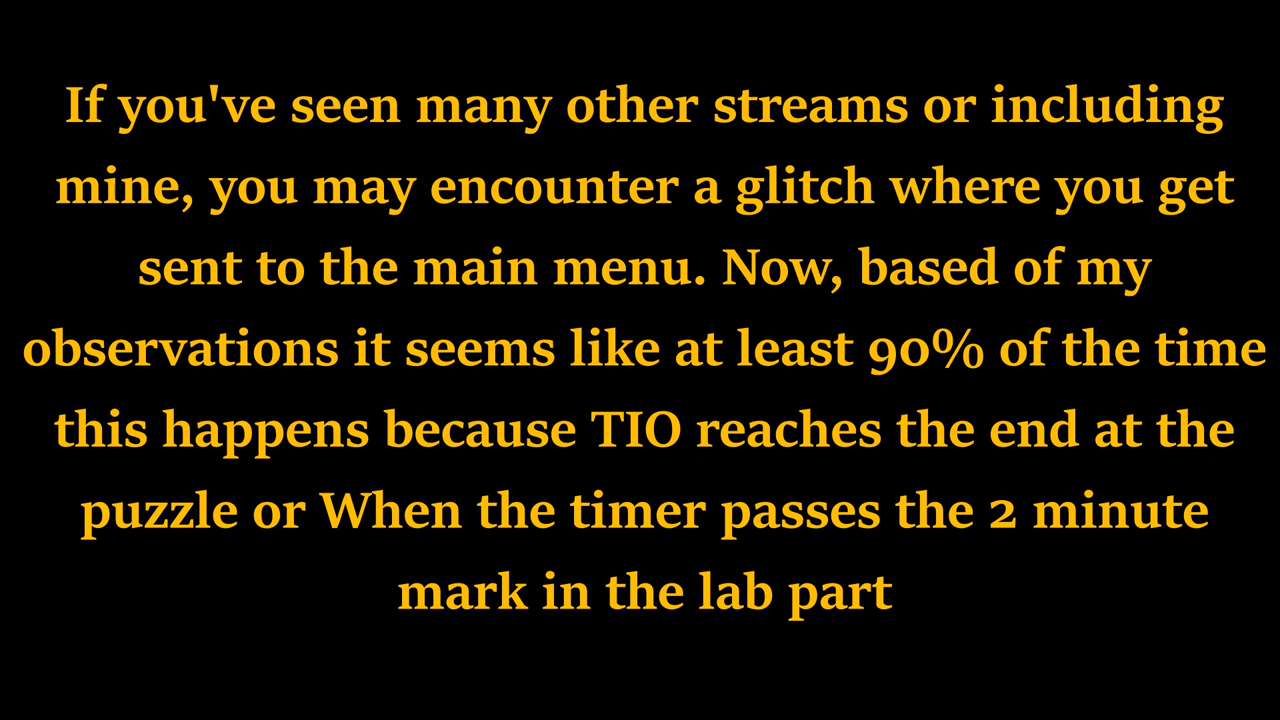 If you've seen many other streams or including
mine, you may encounter a glitch where you get
sent to the main menu. Now, based of my
observations it seems like at least 90% of the time
this happens because TIO reaches the end at the
puzzle or When the timer passes the 2 minute
mark in the lab part